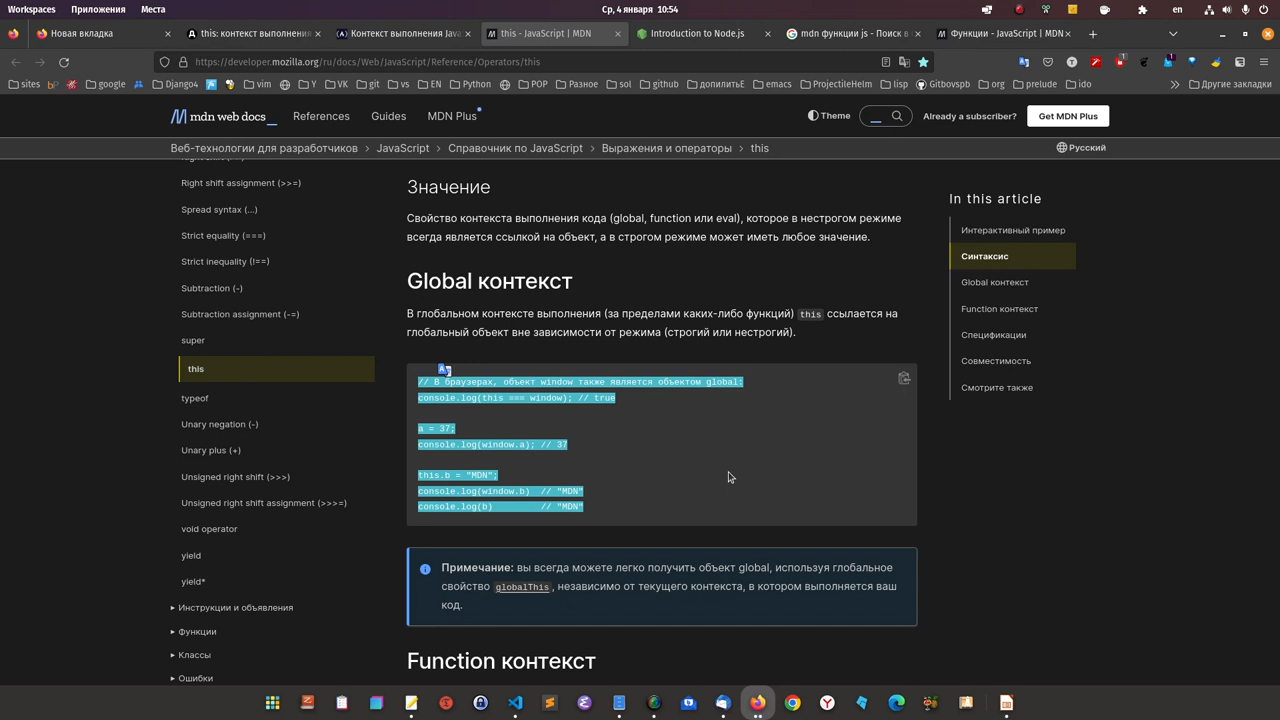 Workspaces Приложения Места Ср, 4 января 10:54 en
Новая вкладка this: контекст выполнени Контекст выполнения Java this - JavaScript | MDN Introduction to Node.js mdn функции js - Поиск в Функции - JavaScript | MDN
https://developer.mozilla.org/ru/docs/Web/JavaScript/Reference/Operators/this
sites google Django4 vim Y VK git vs EN Python POP Разное sol github допилитьЕ emacs ProjectileHelm lisp Gitbovspb org prelude ido Другие закладки
mdn web docs_ References Guides MDN Plus Theme Already a subscriber? Get MDN Plus
Веб-технологии для разработчиков JavaScript Справочник по JavaScript Выражения и операторы this Русский
Right shift assignment (>>=)
Spread syntax (...)
Strict equality (===)
Strict inequality (!==)
Subtraction (-)
Subtraction assignment (-=)
super
this
typeof
Unary negation (-)
Unary plus (+)
Unsigned right shift (>>>)
Unsigned right shift assignment (>>>=)
void operator
yield
yield*
Инструкции и объявления
Функции
Классы
Ошибки
Значение
Свойство контекста выполнения кода (global, function или eval), которое в нестрогом режиме
всегда является ссылкой на объект, а в строгом режиме может иметь любое значение.
Global контекст
В глобальном контексте выполнения (за пределами каких-либо функций) this ссылается на
глобальный объект вне зависимости от режима (строгий или нестрогий).
// В браузерах, объект window также является объектом global:
console.log(this === window); // true
a = 37;
console.log(window.a); // 37
this.b = "MDN";
console.log(window.b) // "MDN"
console.log(b) // "MDN"
Примечание: вы всегда можете легко получить объект global, используя глобальное
свойство globalThis, независимо от текущего контекста, в котором выполняется ваш
код.
Function контекст
In this article
Интерактивный пример
Синтаксис
Global контекст
Function контекст
Спецификации
Совместимость
Смотрите также